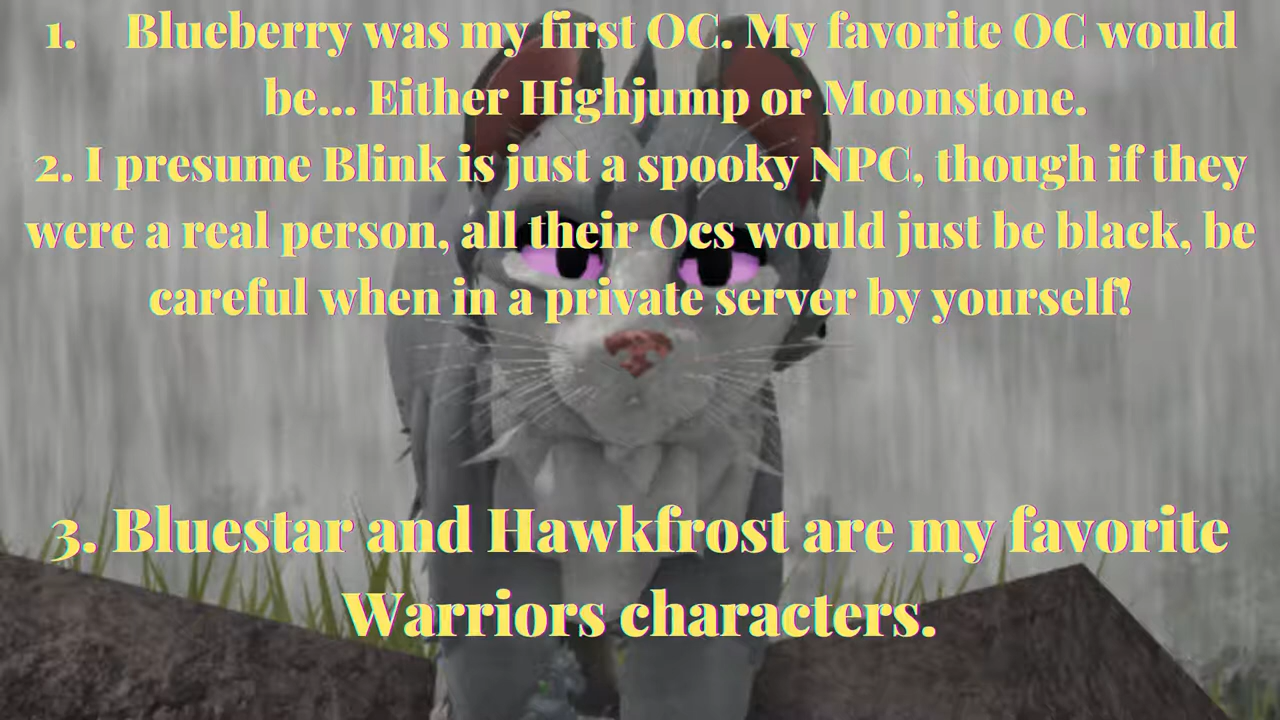 1. Blueberry was my first OC. My favorite OC would
be... Either Highjump or Moonstone.
2. I presume Blink is just a spooky NPC, though if they
were a real person, all their Ocs would just be black, be
careful when in a private server by yourself!
3. Bluestar and Hawkfrost are my favorite
Warriors characters.